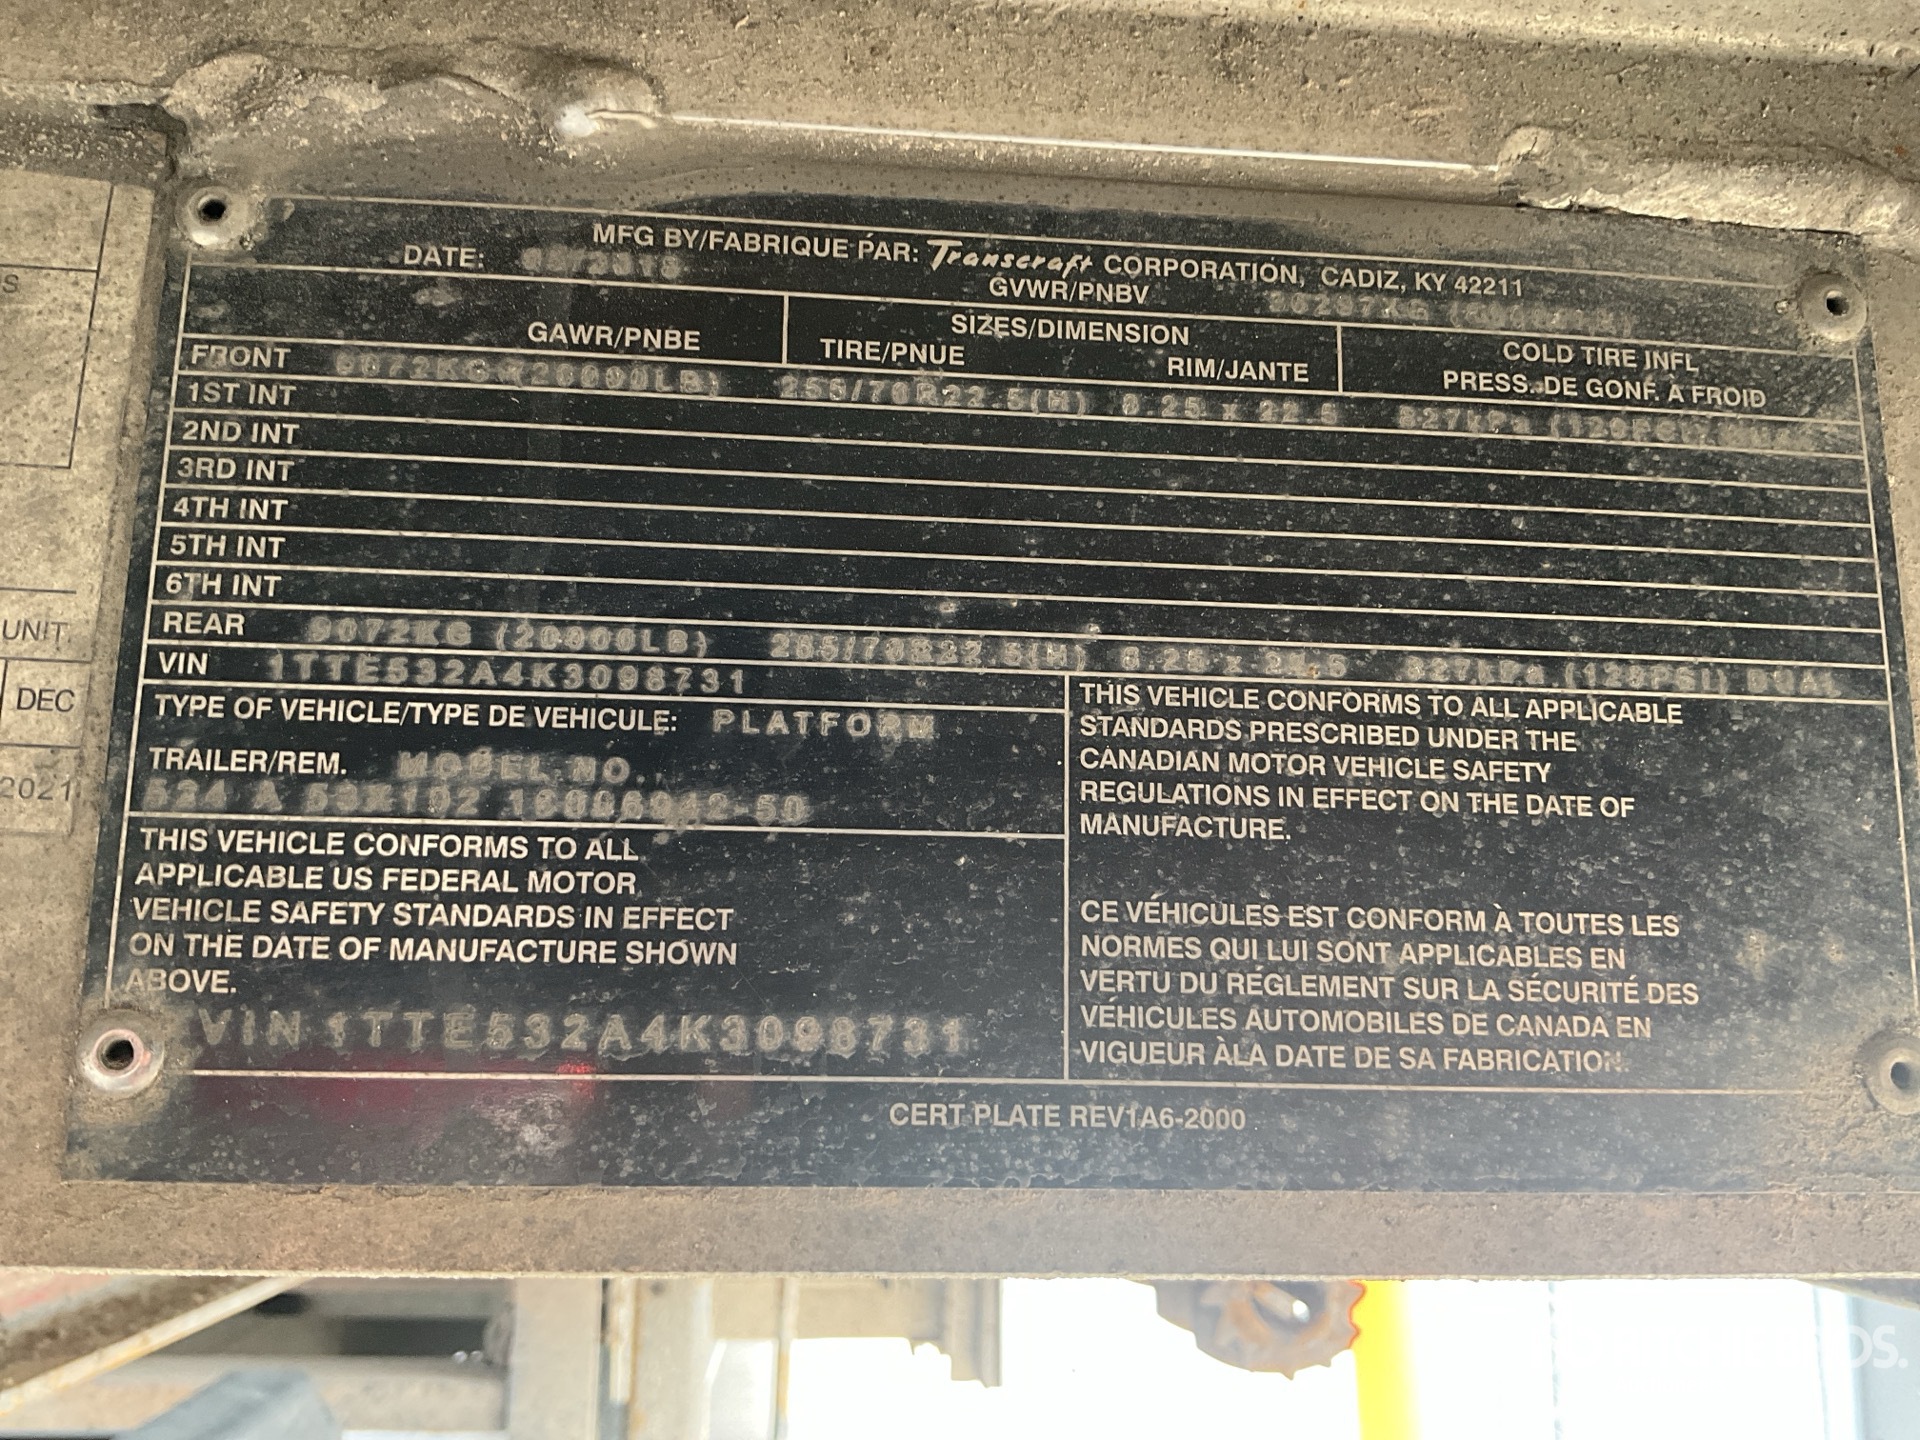 MFG BY/FABRIQUE PAR: Transcraft CORPORATION, CADIZ, KY 42211
DATE: GVWR/PNBV
GAWR/PNBE SIZES/DIMENSION COLD TIRE INFL
TIRE/PNUE RIM/JANTE PRESS. DE GONF. A FROID
FRONT 9072KG (20000LB) 22.5
1ST INT
2ND INT
3RD INT
4TH INT
5TH INT
6TH INT
REAR 9072KG (20000LB) 827kPa (120PSI) DUAL
VIN 1TTE532A4K3098731
TYPE OF VEHICLE/TYPE DE VEHICULE: PLATFORM
TRAILER/REM. MODEL NO.
THIS VEHICLE CONFORMS TO ALL
APPLICABLE US FEDERAL MOTOR
VEHICLE SAFETY STANDARDS IN EFFECT
ON THE DATE OF MANUFACTURE SHOWN
ABOVE.
VIN 1TTE532A4K3098731
THIS VEHICLE CONFORMS TO ALL APPLICABLE
STANDARDS PRESCRIBED UNDER THE
CANADIAN MOTOR VEHICLE SAFETY
REGULATIONS IN EFFECT ON THE DATE OF
MANUFACTURE.
CE VÉHICULES EST CONFORM À TOUTES LES
NORMES QUI LUI SONT APPLICABLES EN
VERTU DU RÉGLEMENT SUR LA SÉCURITÉ DES
VÉHICULES AUTOMOBILES DE CANADA EN
VIGUEUR ÀLA DATE DE SA FABRICATION.
CERT PLATE REV1A6-2000
UNIT.
DEC
2021